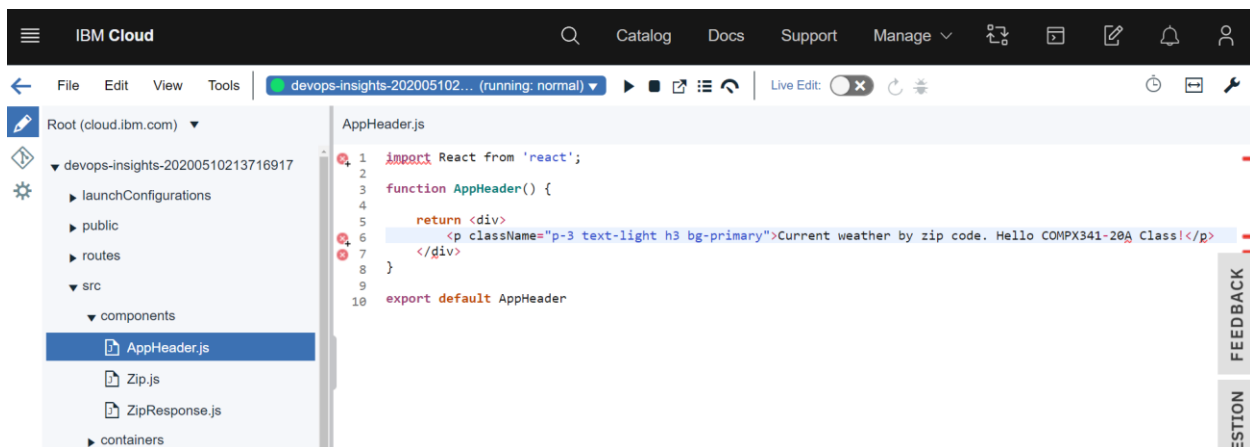 IBM Cloud
Catalog Docs Support Manage
File Edit View Tools devops-insights-202005102... (running: normal) Live Edit:
Root (cloud.ibm.com) AppHeader.js
devops-insights-20200510213716917
launchConfigurations
public
routes
src
components
AppHeader.js
Zip.js
ZipResponse.js
containers
1 import React from 'react';
2
3 function AppHeader() {
4
5 return <div>
6 <p className="p-3 text-light h3 bg-primary">Current weather by zip code. Hello COMPX341-20A Class!</p>
7 </div>
8 }
9
10 export default AppHeader
FEEDBACK